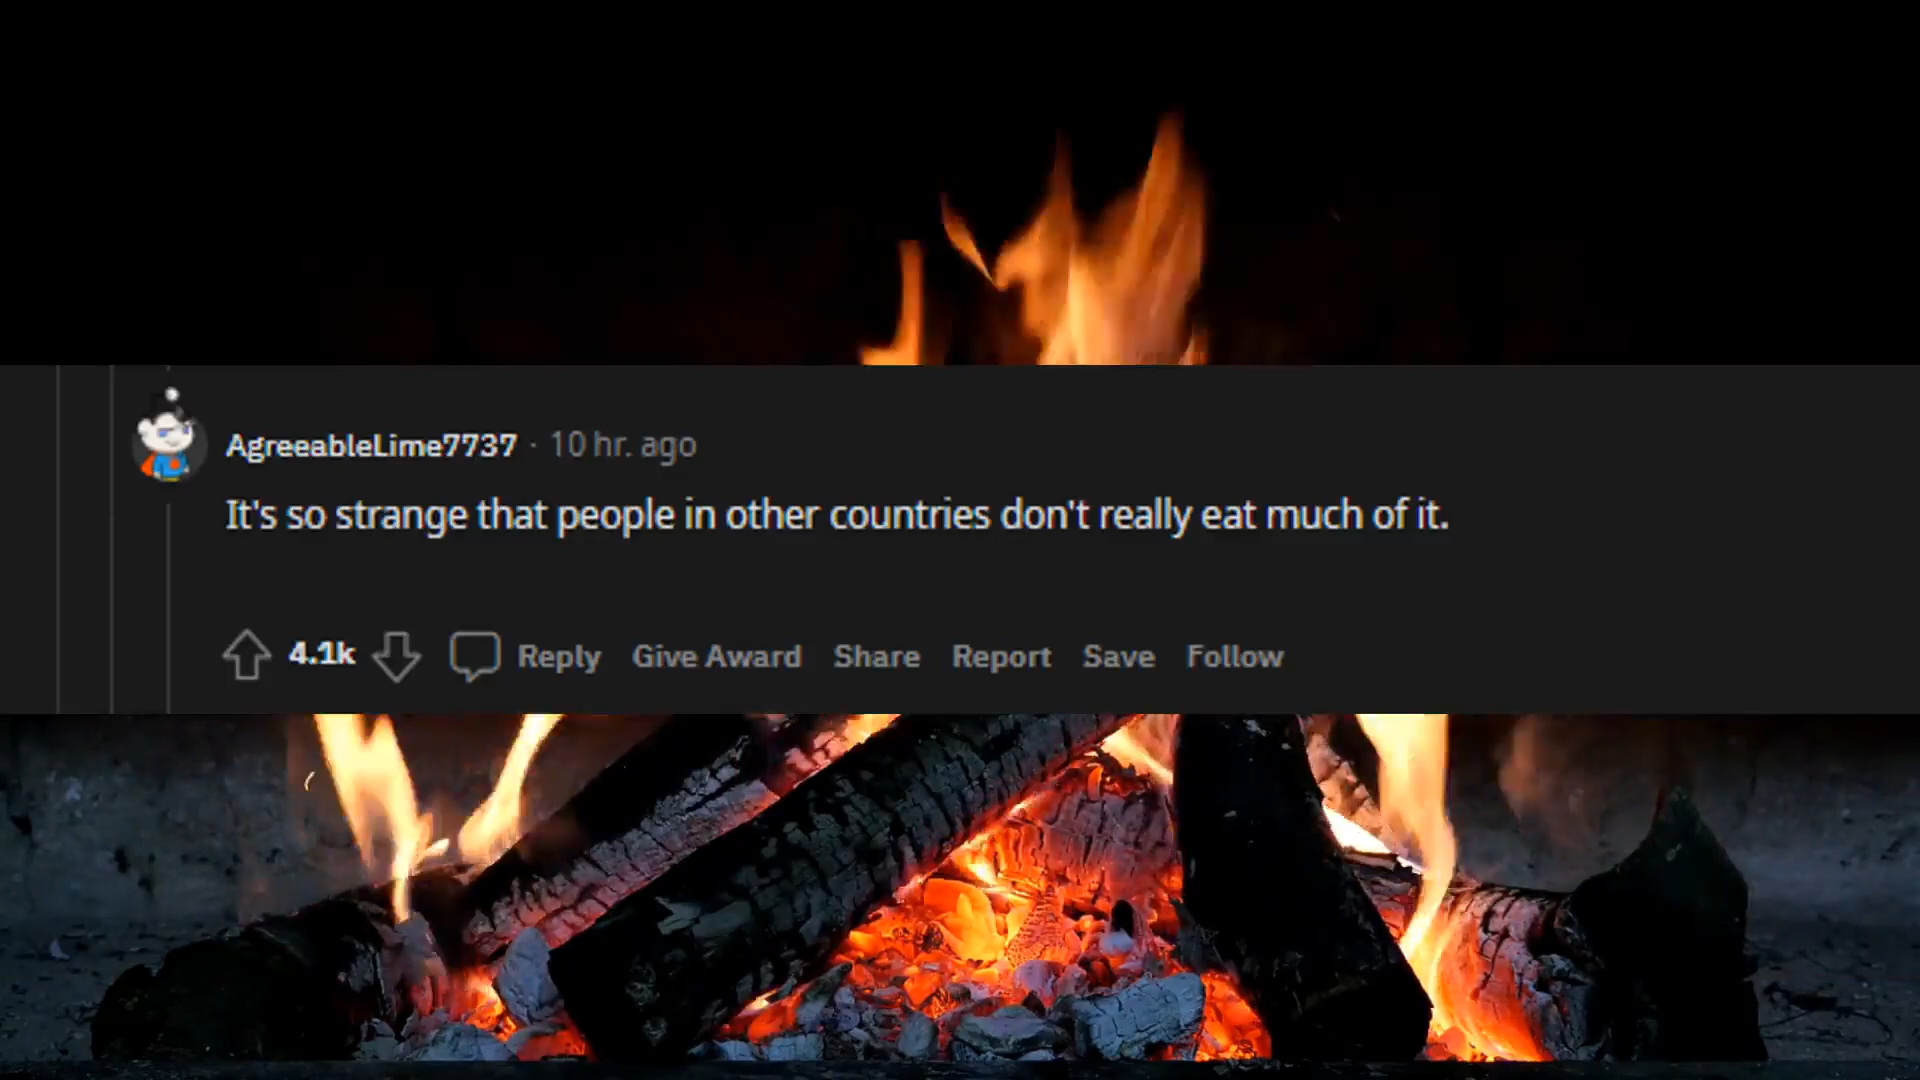 AgreeableLime7737 · 10 hr. ago
It's so strange that people in other countries don't really eat much of it.
4.1k Reply Give Award Share Report Save Follow